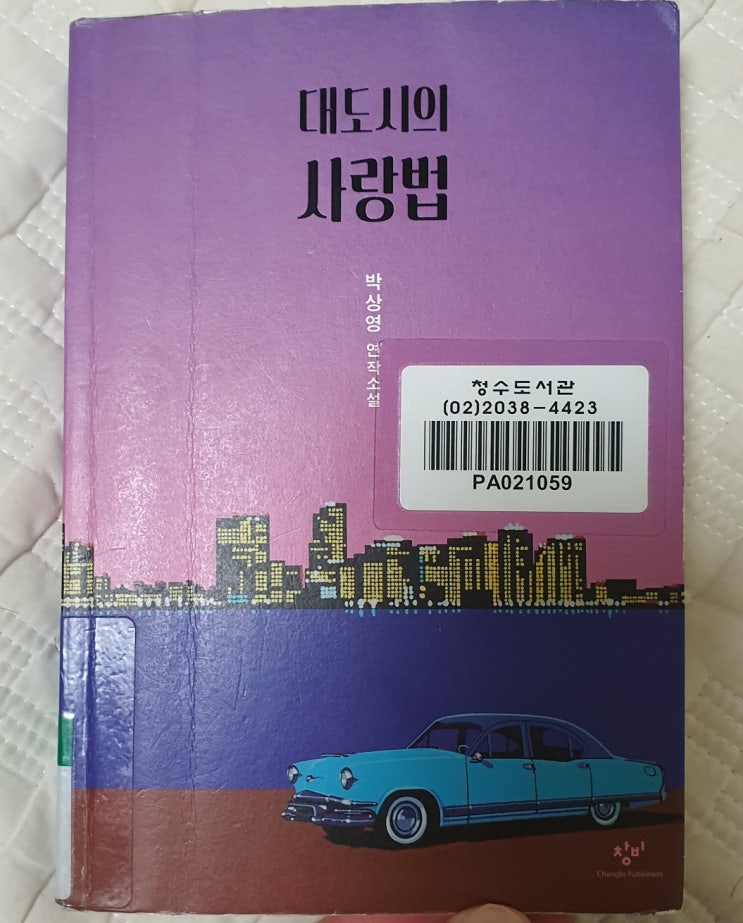 대도시의
사랑법
박상영 연작소설
청수도서관
(02)2038-4423
PA021059
창비
Changbi Publishers